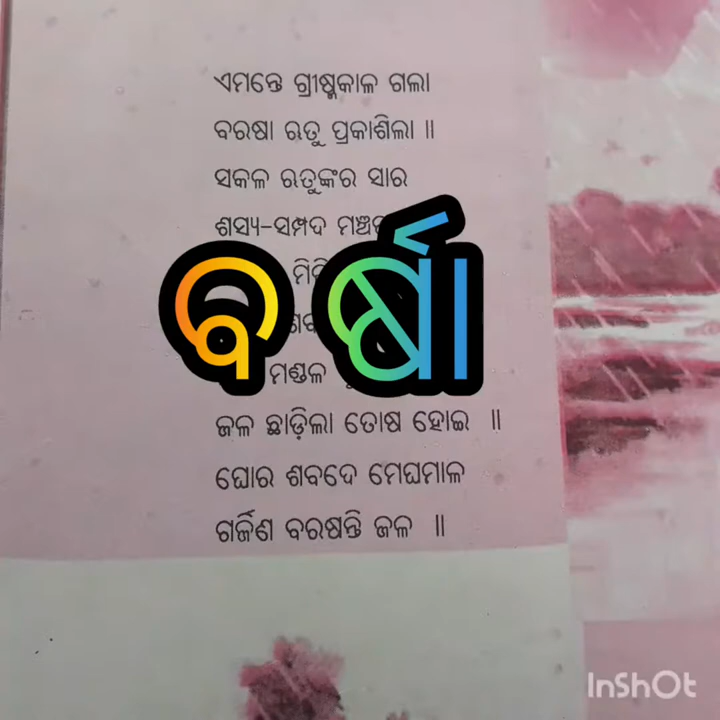 ଏମନ୍ତେ ଗ୍ରୀଷ୍ମକାଳ ଗଲା
ବରଷା ଋତୁ ପ୍ରକାଶିଲା ॥
ସକଳ ଋତୁଙ୍କର ସାର
ଶସ୍ୟ-ସମ୍ପଦ
ବର୍ଷା
ମଣ୍ଡଳ
ଜଳ ଛାଡ଼ିଲା ତୋଷ ହୋଇ ॥
ଘୋର ଶବଦେ ମେଘମାଳ
ଗର୍ଜିଣ ବରଷନ୍ତି ଜଳ ॥
InShOt